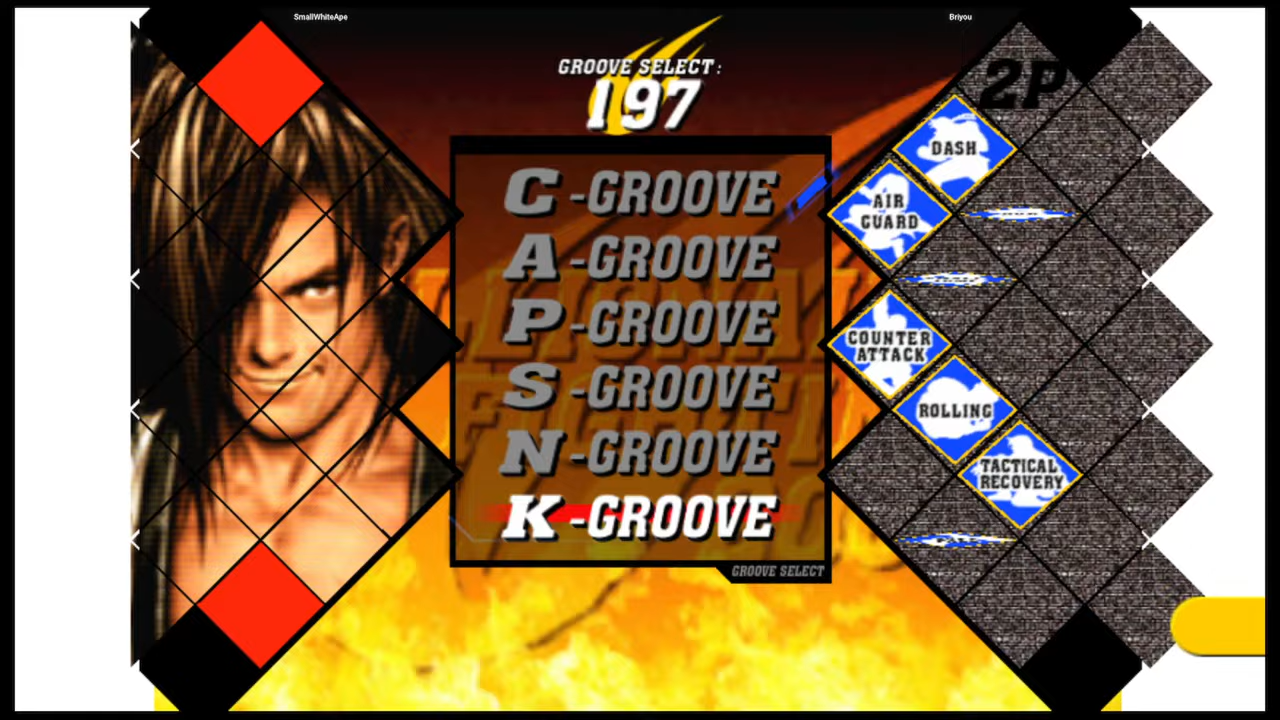 SmallWhiteApe
Briyou
GROOVE SELECT:
197
2P
C-GROOVE
A-GROOVE
P-GROOVE
S-GROOVE
N-GROOVE
K-GROOVE
GROOVE SELECT
DASH
AIR
GUARD
COUNTER
ATTACK
ROLLING
TACTICAL
RECOVERY